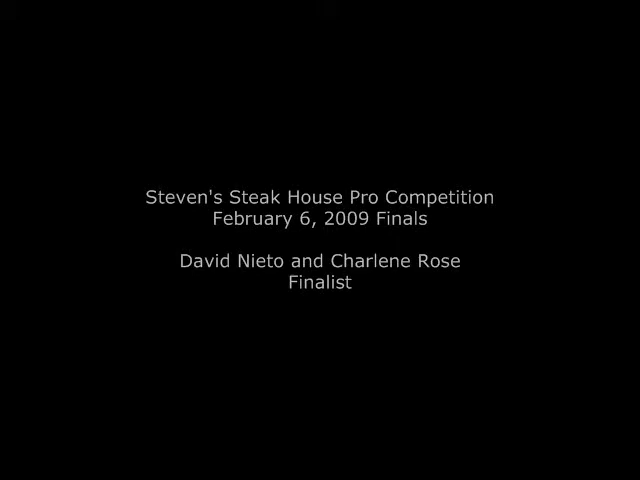 Steven's Steak House Pro Competition
February 6, 2009 Finals
David Nieto and Charlene Rose
Finalist